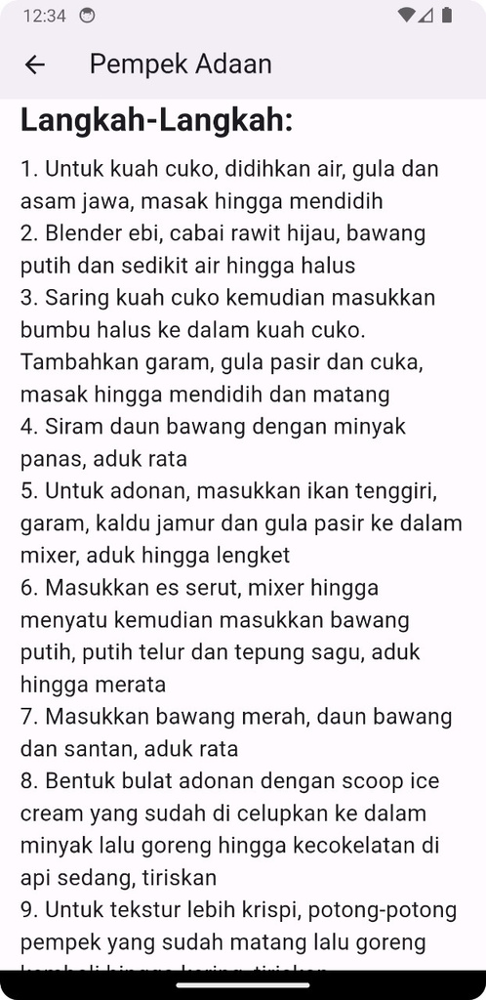 12:34
Pempek Adaan
Langkah-Langkah:
1. Untuk kuah cuko, didihkan air, gula dan
asam jawa, masak hingga mendidih
2. Blender ebi, cabai rawit hijau, bawang
putih dan sedikit air hingga halus
3. Saring kuah cuko kemudian masukkan
bumbu halus ke dalam kuah cuko.
Tambahkan garam, gula pasir dan cuka,
masak hingga mendidih dan matang
4. Siram daun bawang dengan minyak
panas, aduk rata
5. Untuk adonan, masukkan ikan tenggiri,
garam, kaldu jamur dan gula pasir ke dalam
mixer, aduk hingga lengket
6. Masukkan es serut, mixer hingga
menyatu kemudian masukkan bawang
putih, putih telur dan tepung sagu, aduk
hingga merata
7. Masukkan bawang merah, daun bawang
dan santan, aduk rata
8. Bentuk bulat adonan dengan scoop ice
cream yang sudah di celupkan ke dalam
minyak lalu goreng hingga kecokelatan di
api sedang, tiriskan
9. Untuk tekstur lebih krispi, potong-potong
pempek yang sudah matang lalu goreng